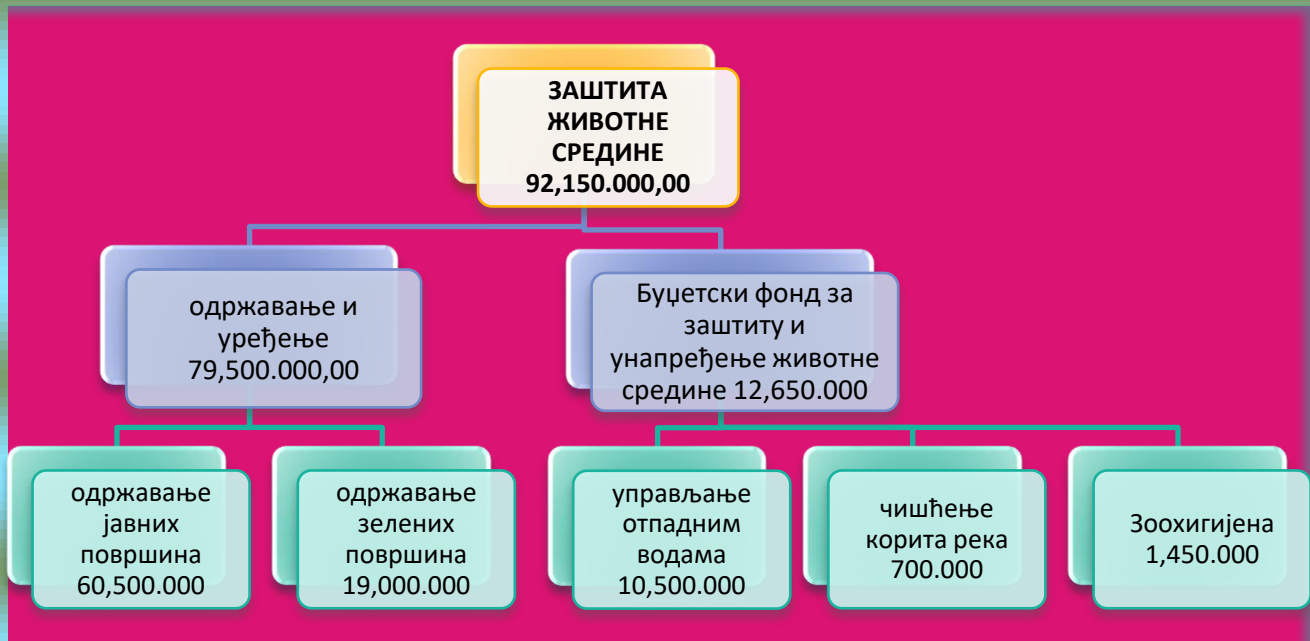 ЗАШТИТА
ЖИВОТНЕ
СРЕДИНЕ
92,150.000,00
одржавање и
уређење
79,500.000,00
Буџетски фонд за
заштиту и
унапређење животне
средине 12,650.000
одржавање
јавних
површина
60,500.000
одржавање
зелених
површина
19,000.000
управљање
отпадним
водама
10,500.000
чишћење
корита река
700.000
Зоохигијена
1,450.000